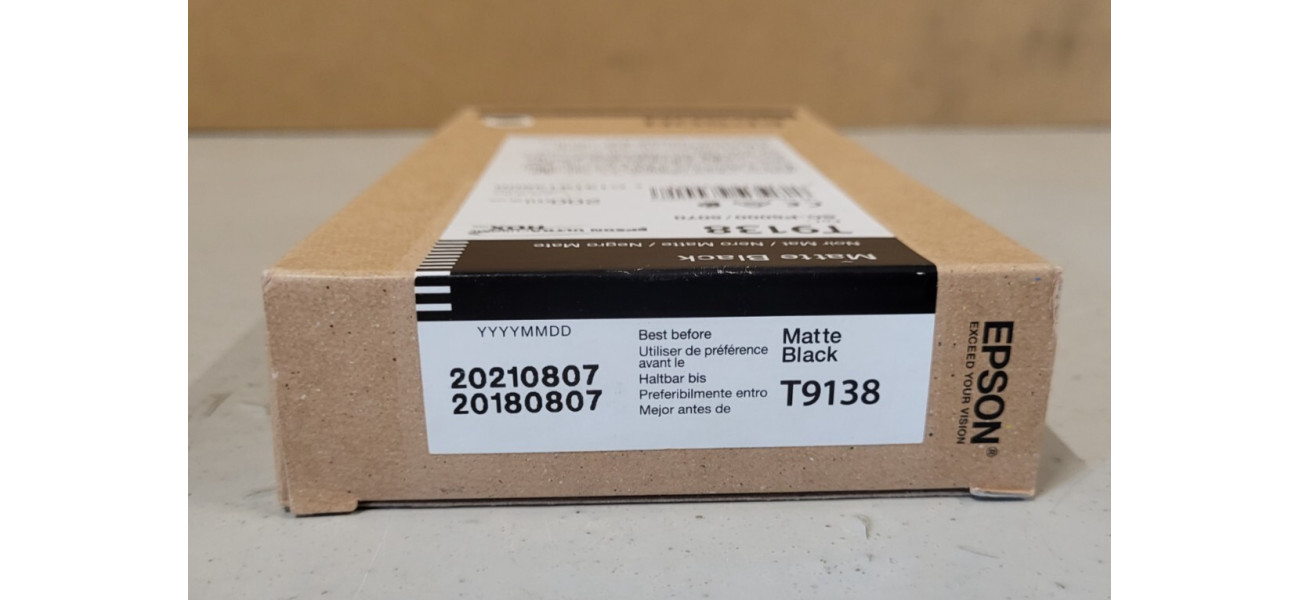 T9138
Matte Black
Noir Mat / Nero Matte / Negro Mate
YYYYMMDD
20210807
20180807
Best before
Utiliser de préférence
avant le
Haltbar bis
Preferibilmente entro
Mejor antes de
Matte
Black
T9138
EPSON®
EXCEED YOUR VISION